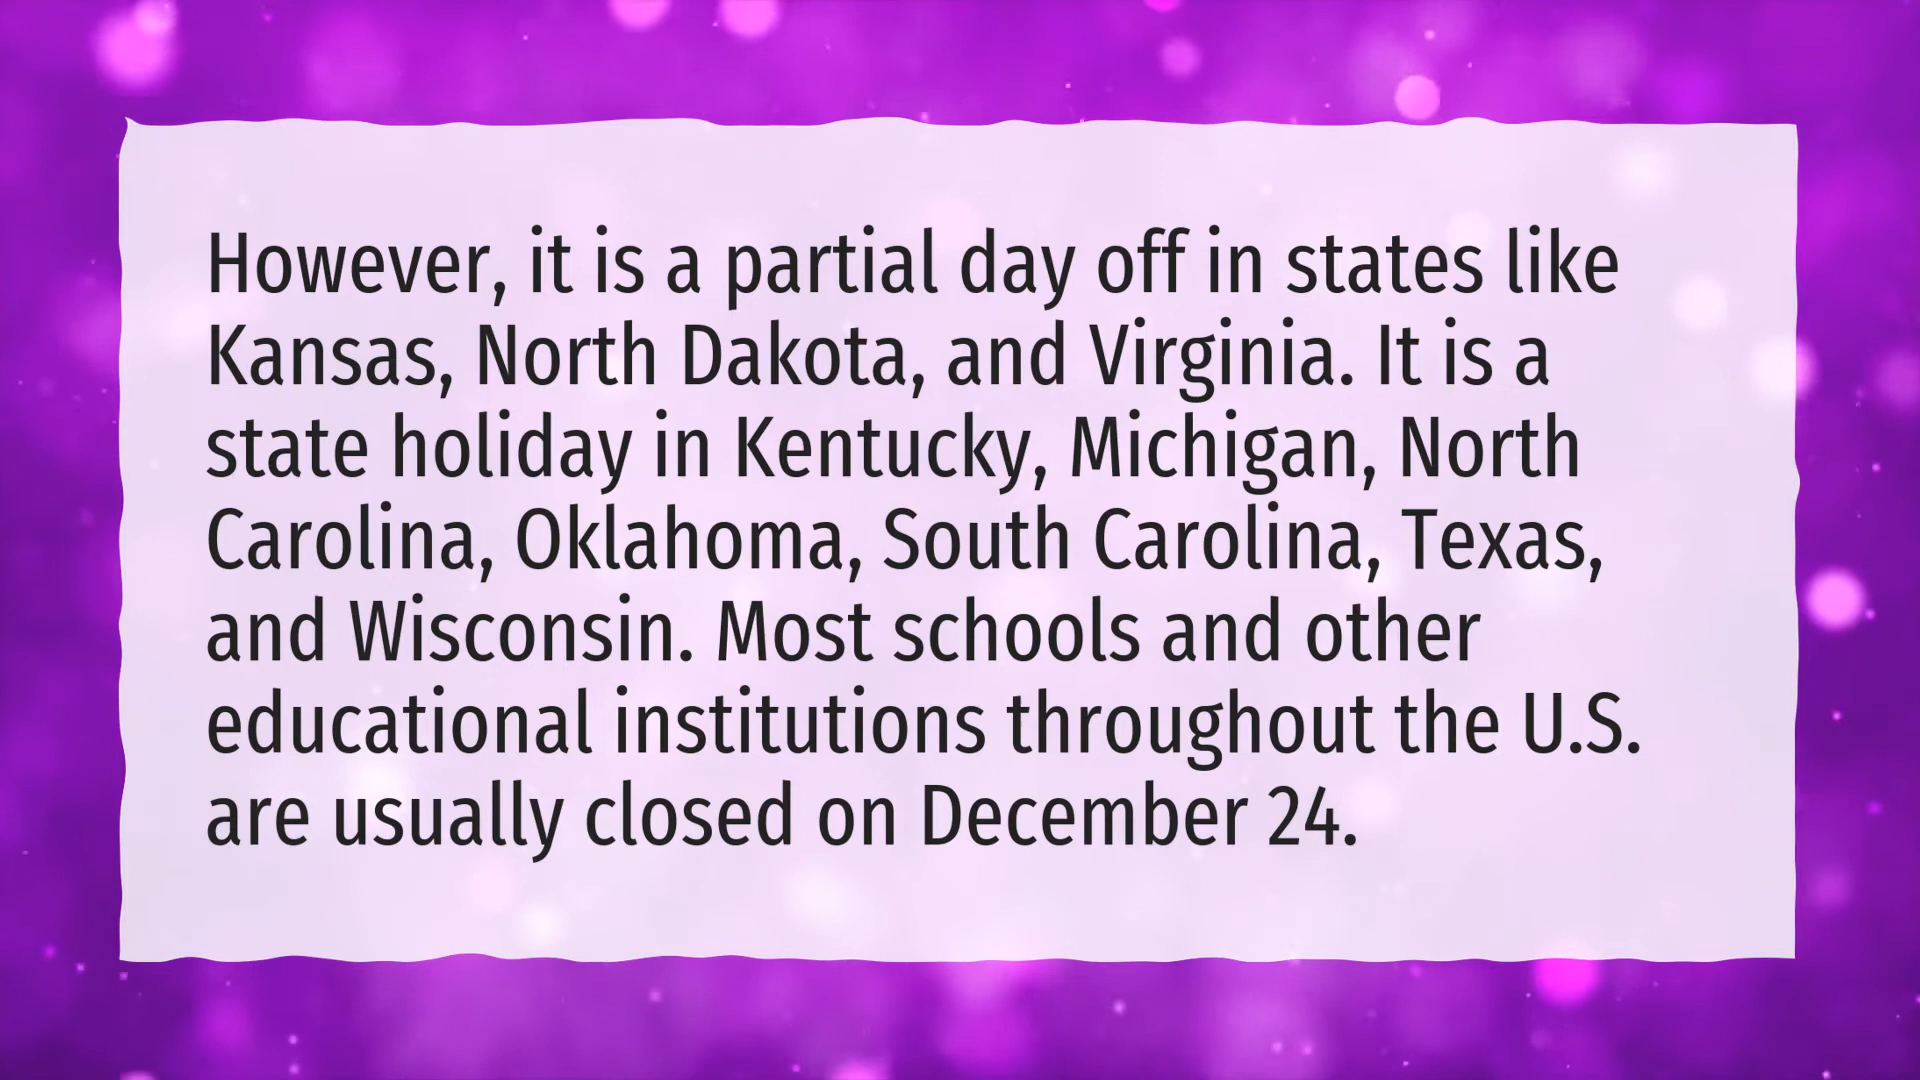 However, it is a partial day off in states like
Kansas, North Dakota, and Virginia. It is a
state holiday in Kentucky, Michigan, North
Carolina, Oklahoma, South Carolina, Texas,
and Wisconsin. Most schools and other
educational institutions throughout the U.S.
are usually closed on December 24.